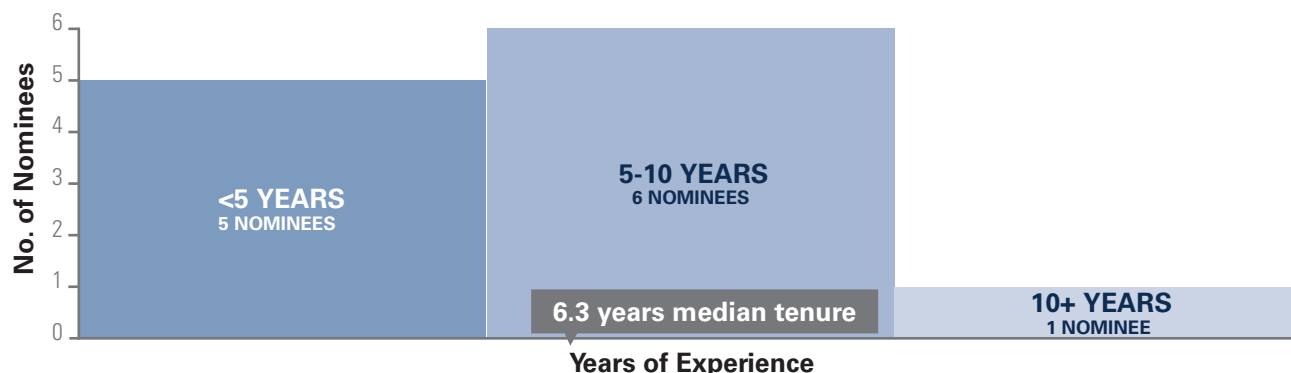 No. of Nominees
6
5
4
3
2
1
0
<5 YEARS
5 NOMINEES
5-10 YEARS
6 NOMINEES
6.3 years median tenure
10+ YEARS
1 NOMINEE
Years of Experience